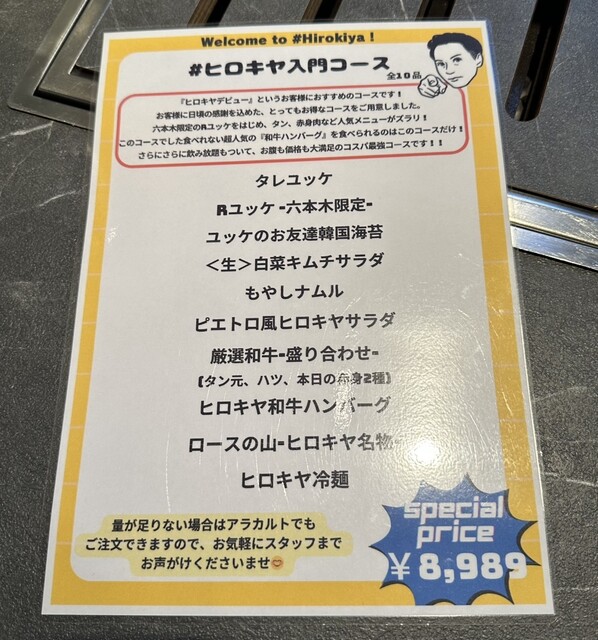 Welcome to #Hirokiya !
#ヒロキヤ入門コース
全10品
『ヒロキヤデビュー』というお客様におすすめのコースです！
お客様に日頃の感謝を込めた、とってもお得なコースをご用意しました。
六本木限定のRユッケをはじめ、タン、赤身肉など人気メニューがズラリ！
このコースでした食べれない超人気の『和牛ハンバーグ』を食べられるのはこのコースだけ！
さらにさらに飲み放題もついて、お腹も価格も大満足のコスパ最強コースです！！
タレユッケ
Rユッケ-六本木限定-
ユッケのお友達韓国海苔
＜生＞白菜キムチサラダ
もやしナムル
ピエトロ風ヒロキヤサラダ
厳選和牛-盛り合わせ-
(タン元、ハツ、本日の赤身2種)
ヒロキヤ和牛ハンバーグ
ロースの山-ヒロキヤ名物-
ヒロキヤ冷麺
量が足りない場合はアラカルトでも
ご注文できますので、お気軽にスタッフまで
お声がけくださいませ😊
special
price
¥8,989